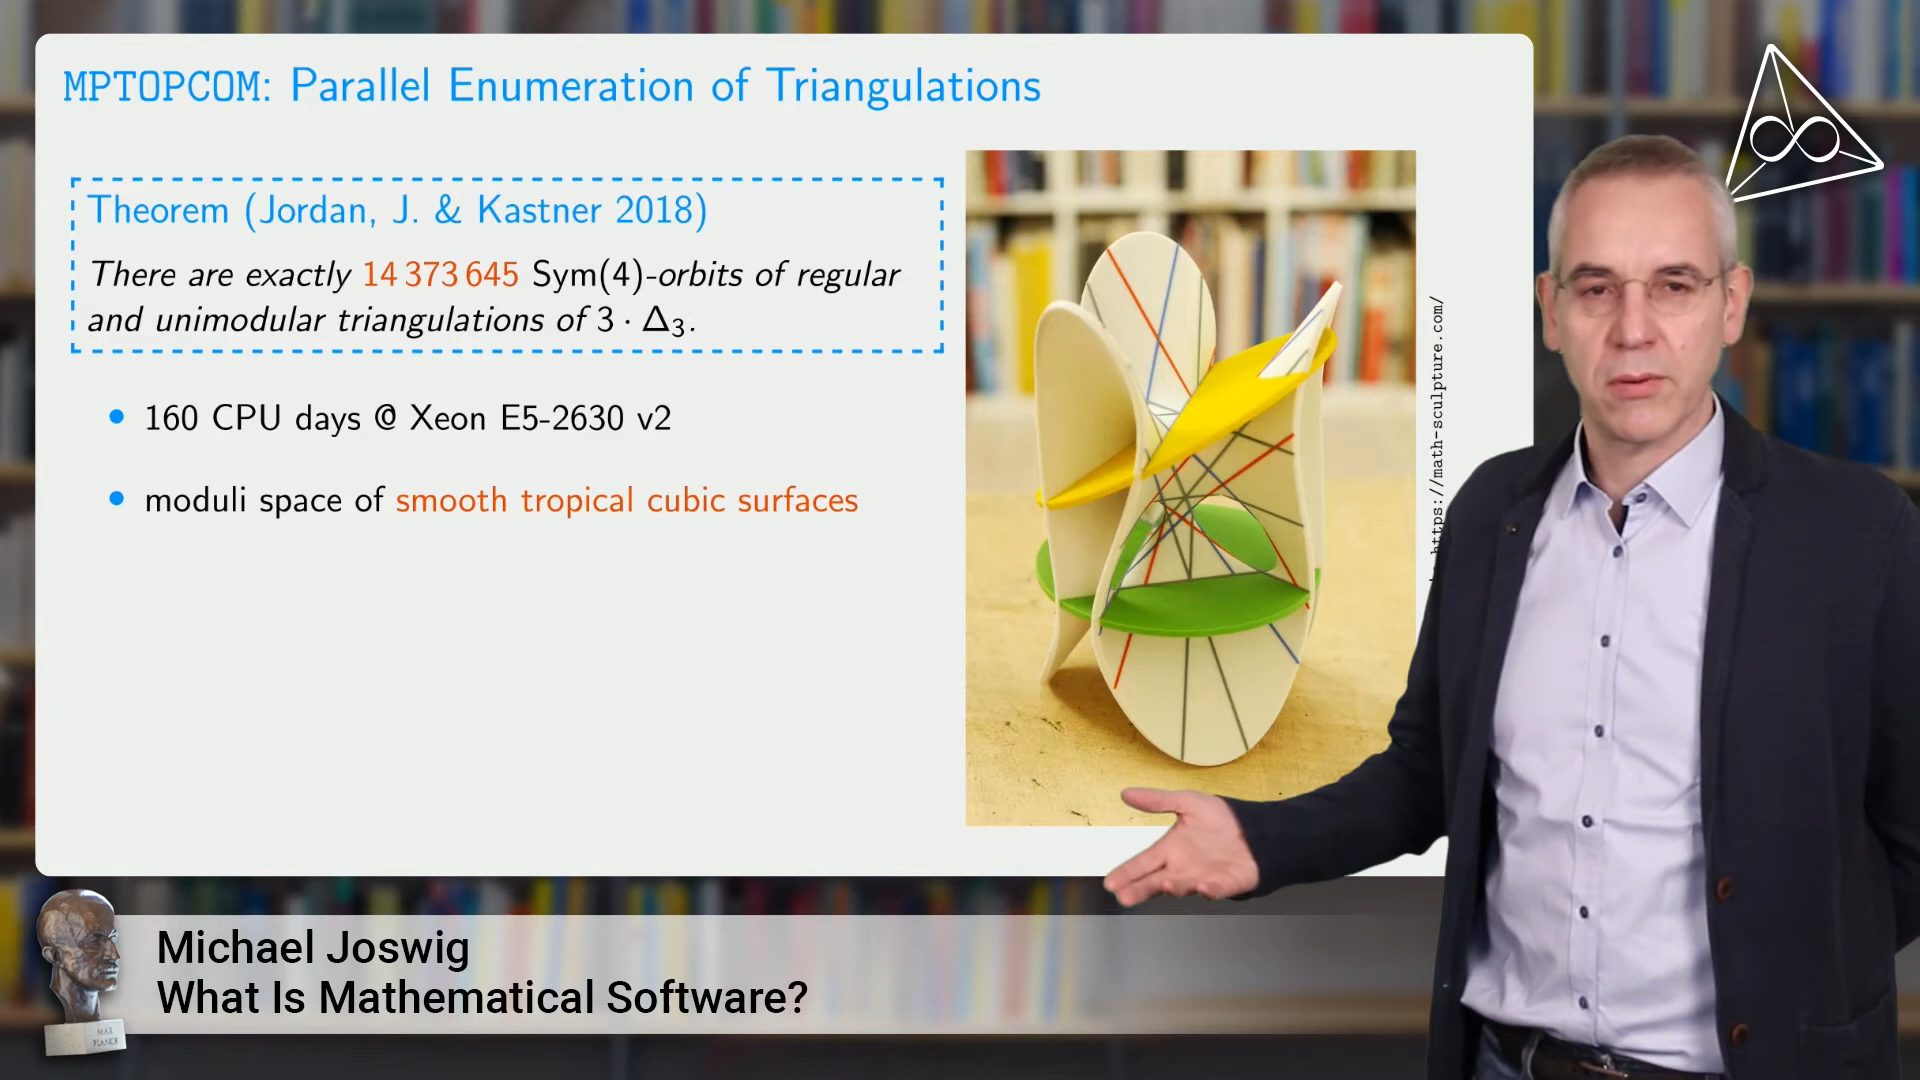 MPTOPCOM: Parallel Enumeration of Triangulations
Theorem (Jordan, J. & Kastner 2018)
There are exactly 14 373 645 Sym(4)-orbits of regular
and unimodular triangulations of 3 · Δ₃.
• 160 CPU days @ Xeon E5-2630 v2
• moduli space of smooth tropical cubic surfaces
https://math-sculpture.com/
Michael Joswig
What Is Mathematical Software?
MAX
PLANCK